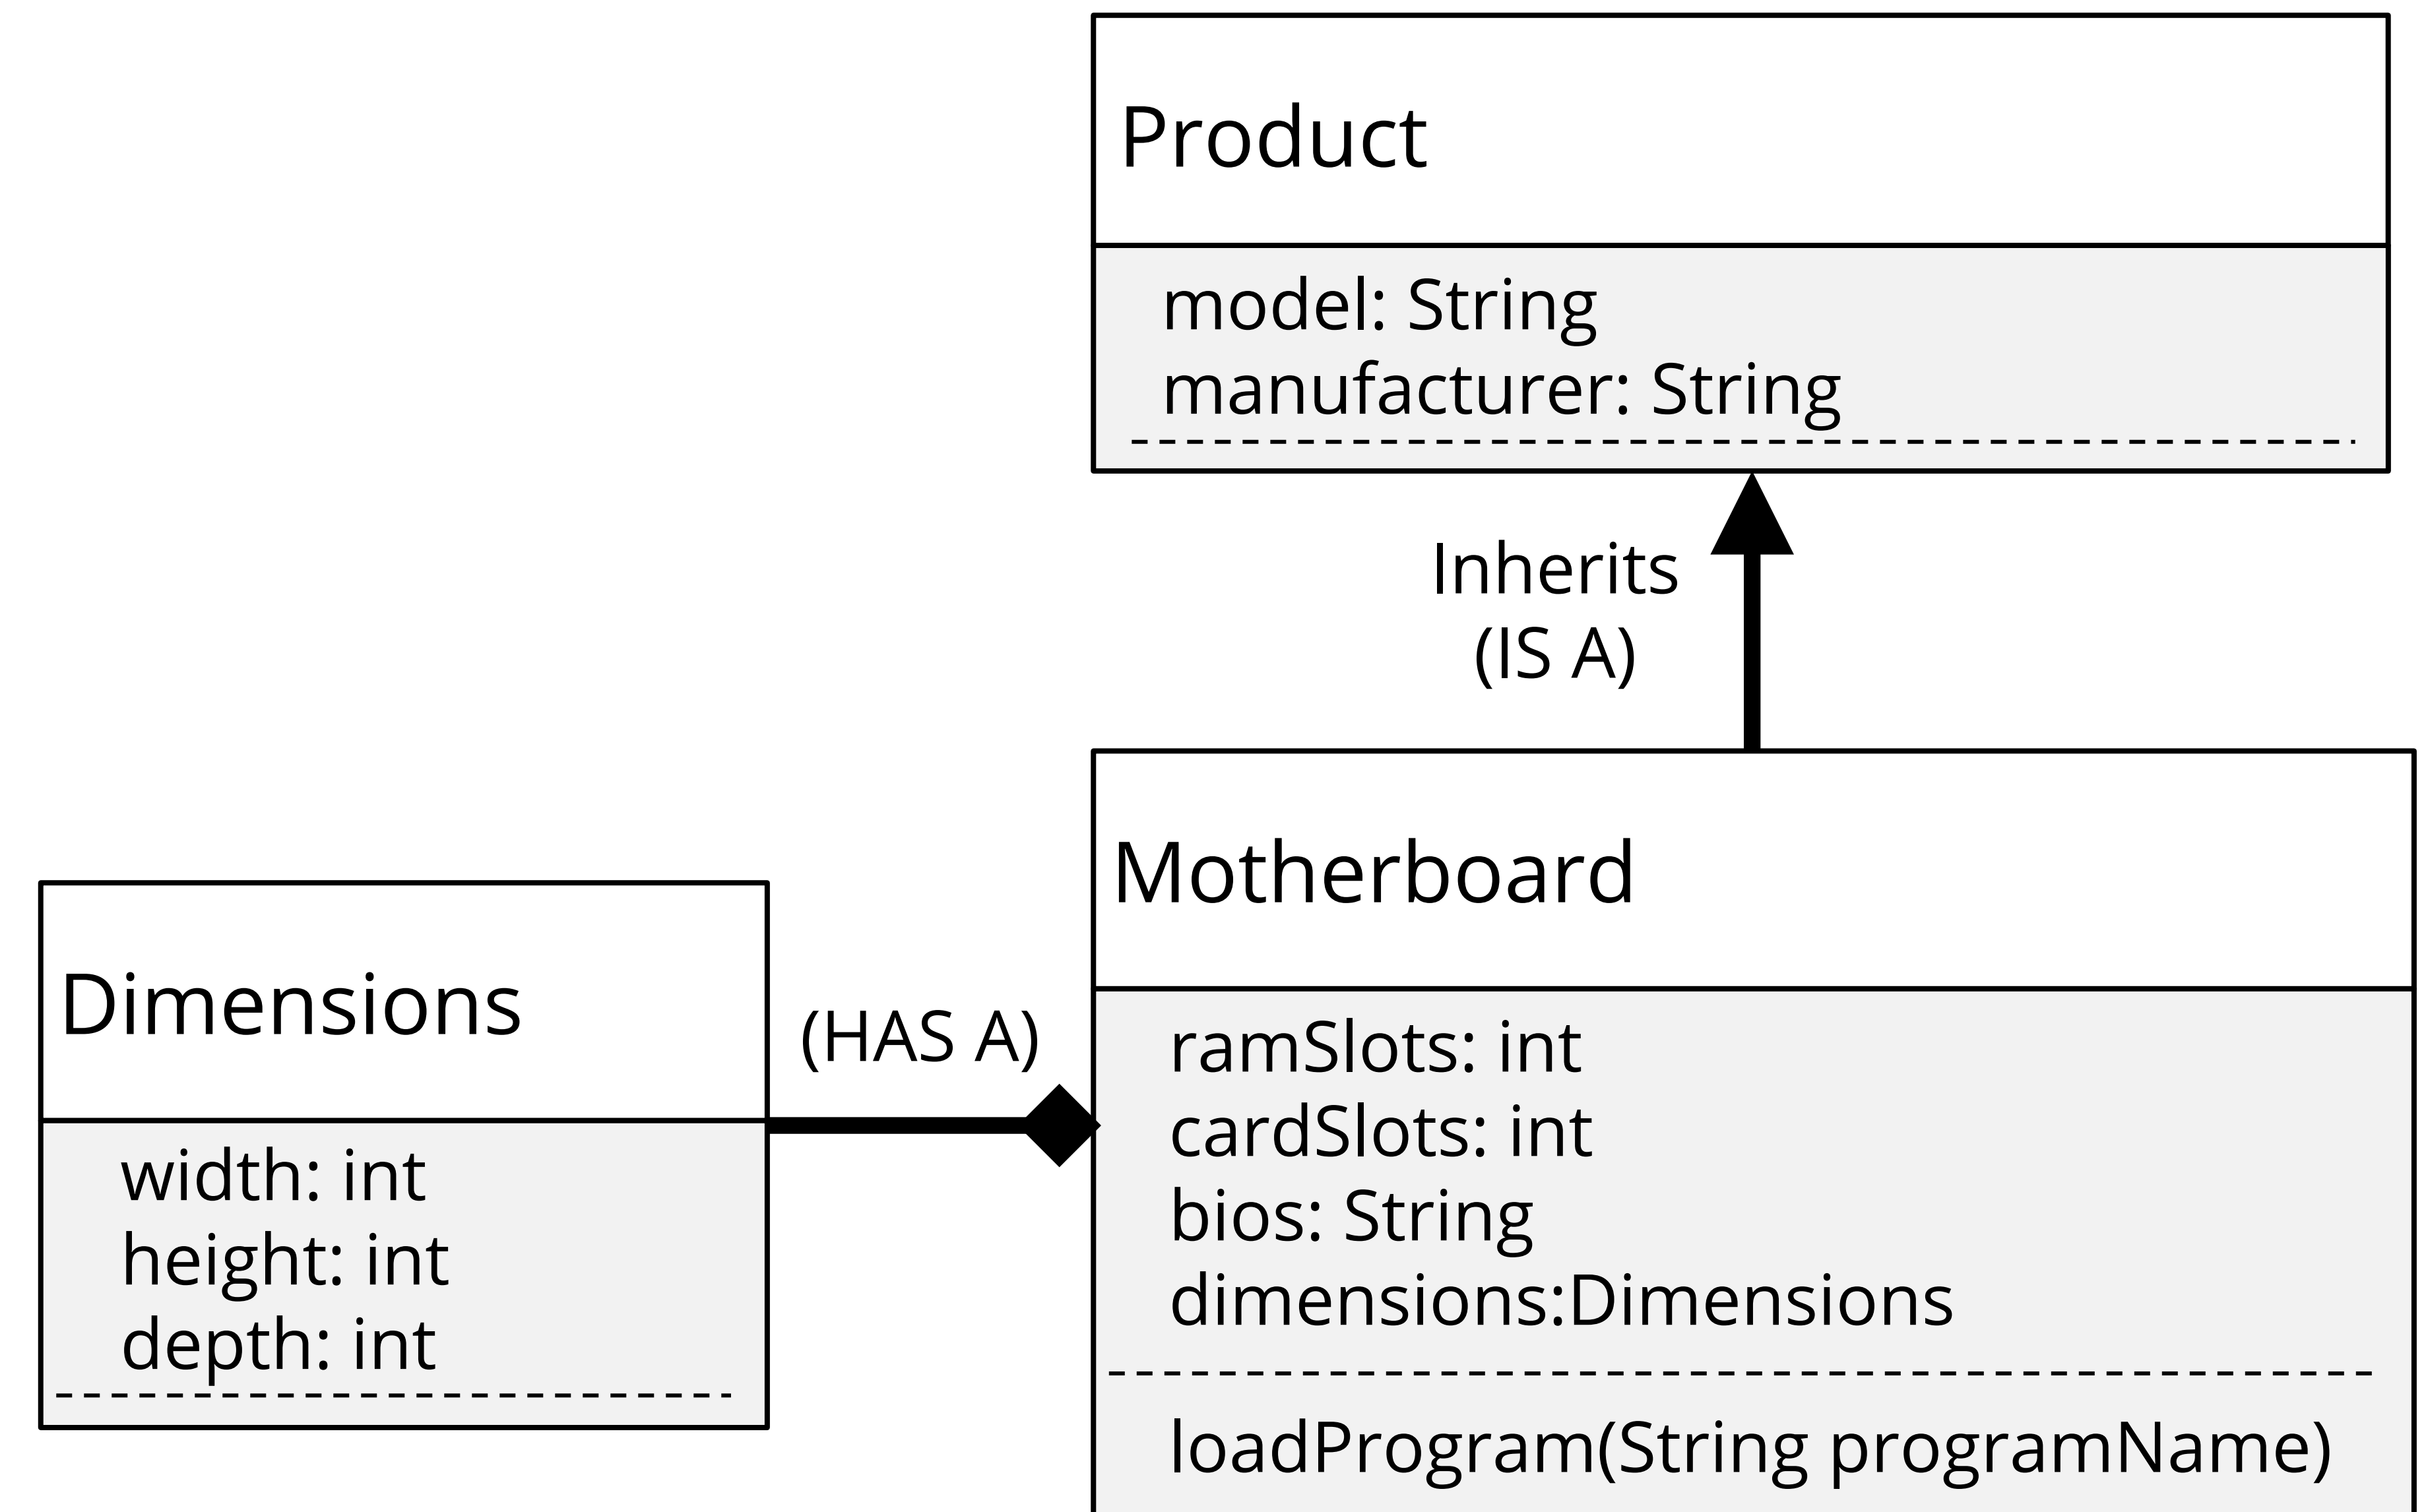 Product
model: String
manufacturer: String
Inherits
(IS A)
Motherboard
ramSlots: int
cardSlots: int
bios: String
dimensions:Dimensions
loadProgram(String programName)
(HAS A)
Dimensions
width: int
height: int
depth: int